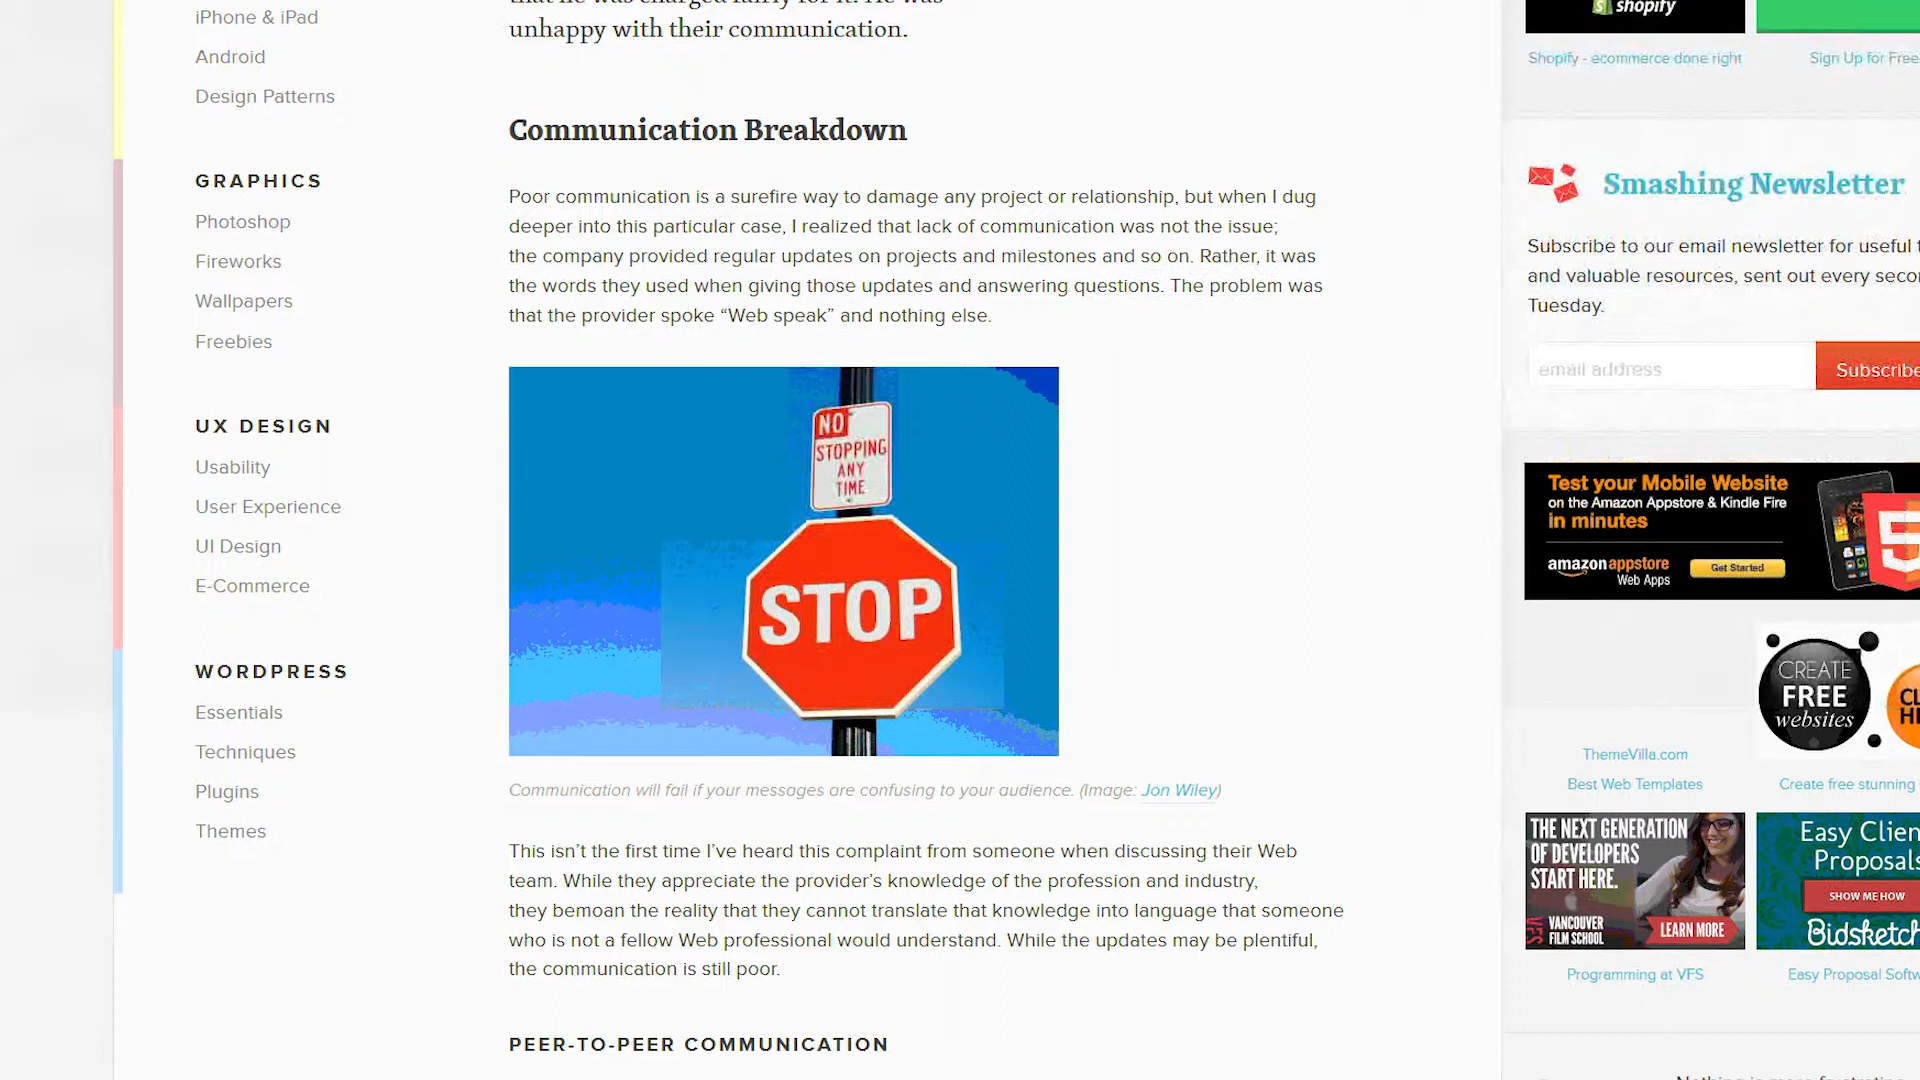 iPhone & iPad
Android
Design Patterns
GRAPHICS
Photoshop
Fireworks
Wallpapers
Freebies
UX DESIGN
Usability
User Experience
UI Design
E-Commerce
WORDPRESS
Essentials
Techniques
Plugins
Themes
that he was charged fairly for it. He was
unhappy with their communication.
Communication Breakdown
Poor communication is a surefire way to damage any project or relationship, but when I dug
deeper into this particular case, I realized that lack of communication was not the issue;
the company provided regular updates on projects and milestones and so on. Rather, it was
the words they used when giving those updates and answering questions. The problem was
that the provider spoke “Web speak” and nothing else.
NO
STOPPING
ANY
TIME
STOP
Communication will fail if your messages are confusing to your audience. (Image: Jon Wiley)
This isn’t the first time I’ve heard this complaint from someone when discussing their Web
team. While they appreciate the provider’s knowledge of the profession and industry,
they bemoan the reality that they cannot translate that knowledge into language that someone
who is not a fellow Web professional would understand. While the updates may be plentiful,
the communication is still poor.
PEER-TO-PEER COMMUNICATION
shopify
Shopify - ecommerce done right
Sign Up for Free
Smashing Newsletter
Subscribe to our email newsletter for useful
and valuable resources, sent out every
Tuesday.
email address
Subscribe
Test your Mobile Website
on the Amazon Appstore & Kindle Fire
in minutes
amazon appstore
Web Apps
Get Started
5
CREATE
FREE
websites
ThemeVilla.com
Best Web Templates
Create free stunning
THE NEXT GENERATION
OF DEVELOPERS
START HERE.
VFS
VANCOUVER
FILM SCHOOL
LEARN MORE
Easy
Proposals
SHOW ME HOW
Bidsketch
Programming at VFS
Easy Proposal